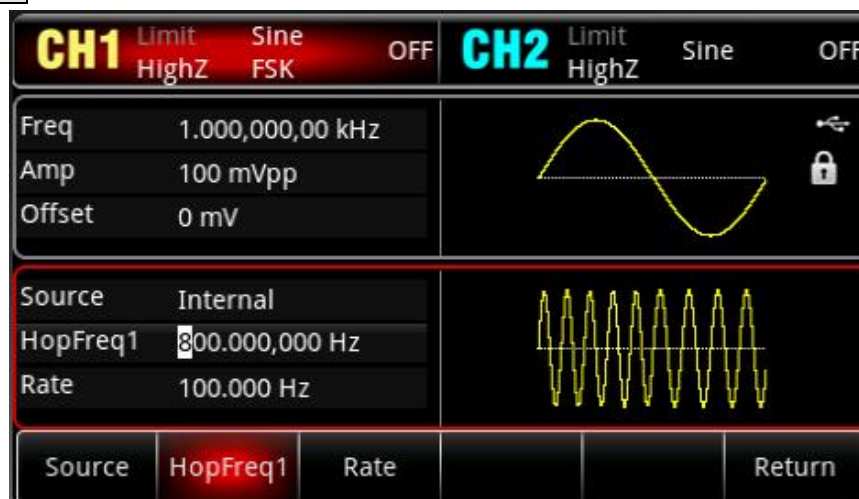 CH1 Limit Sine OFF CH2 Limit Sine OFF
HighZ FSK HighZ
Freq 1.000,000,00 kHz
Amp 100 mVpp
Offset 0 mV
Source Internal
HopFreq1 800.000,000 Hz
Rate 100.000 Hz
Source HopFreq1 Rate Return